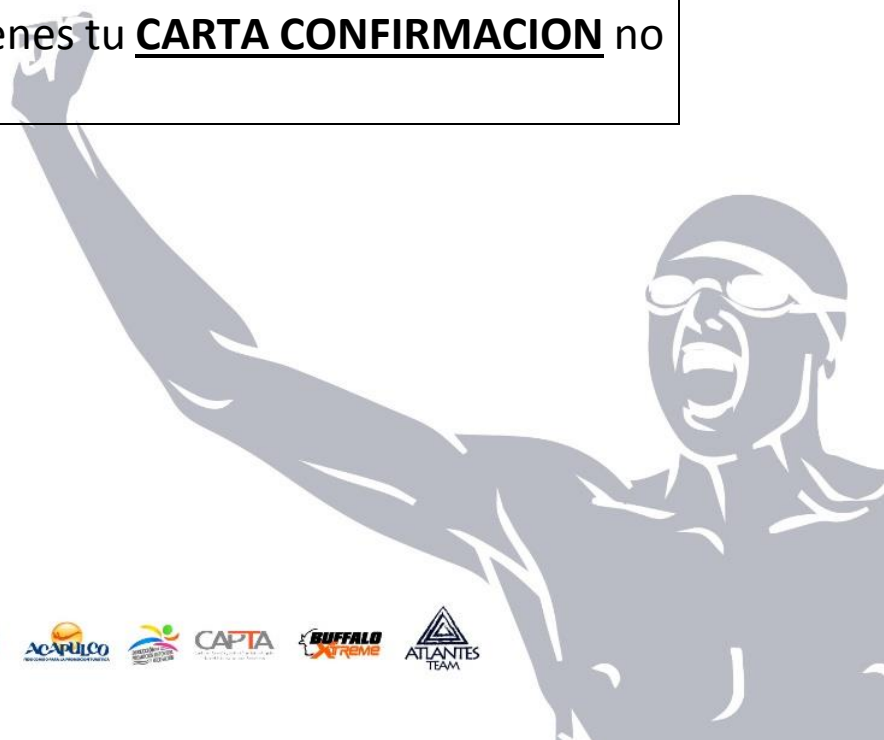 enes tu CARTA CONFIRMACION no
ACAPULCO
CAPTA
BUFFALO
XTREME
ATLANTES
TEAM